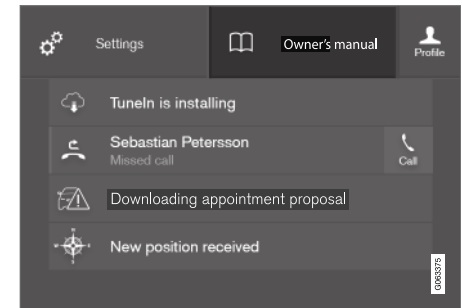 Settings
Owner's manual
Profile
TuneIn is installing
Sebastian Petersson
Missed call
Call
Downloading appointment proposal
New position received
G063375